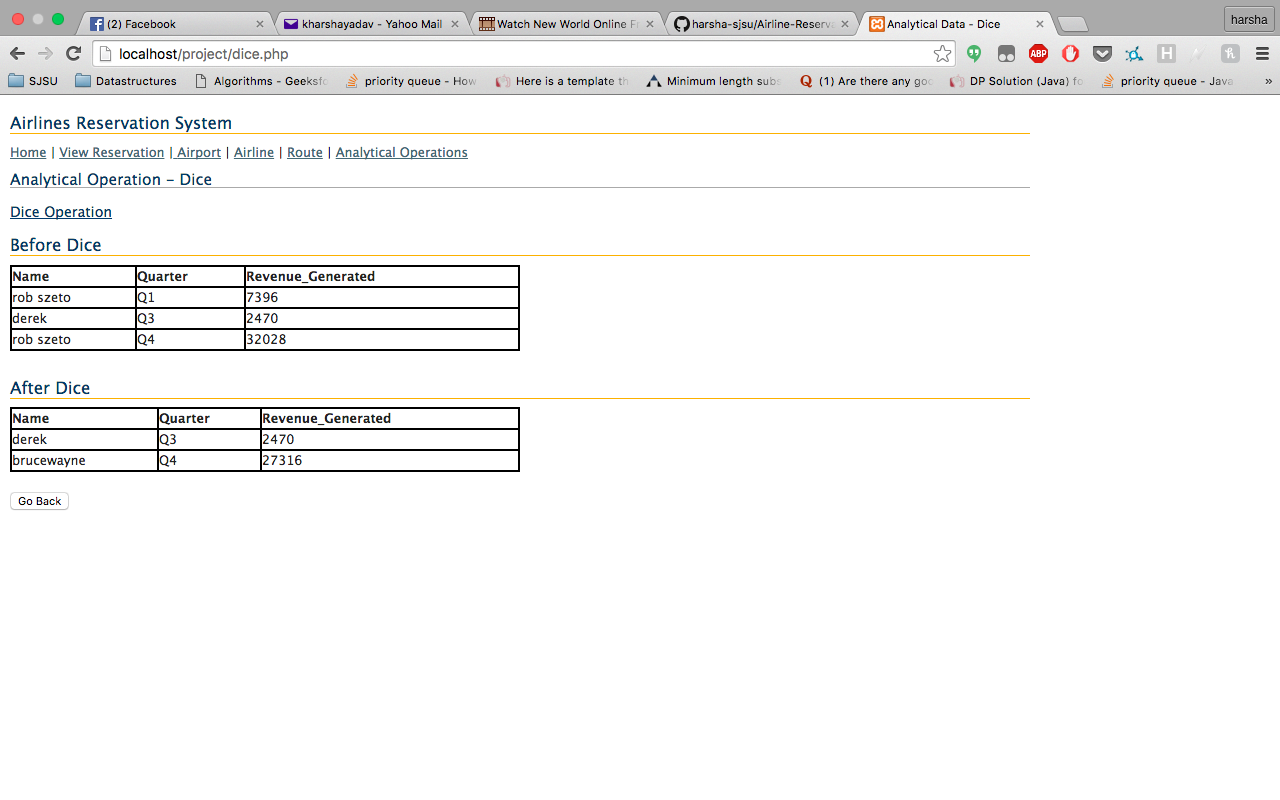 (2) Facebook kharshayadav - Yahoo Mail Watch New World Online Fr harsha-sjsu/Airline-Reserva Analytical Data - Dice harsha
localhost/project/dice.php ABP H
SJSU Datastructures Algorithms - Geeksfo priority queue - How Here is a template th Minimum length subs (1) Are there any goo DP Solution (Java) fo priority queue - Java »
Airlines Reservation System
Home | View Reservation | Airport | Airline | Route | Analytical Operations
Analytical Operation - Dice
Dice Operation
Before Dice
Name Quarter Revenue_Generated
rob szeto Q1 7396
derek Q3 2470
rob szeto Q4 32028
After Dice
Name Quarter Revenue_Generated
derek Q3 2470
brucewayne Q4 27316
Go Back